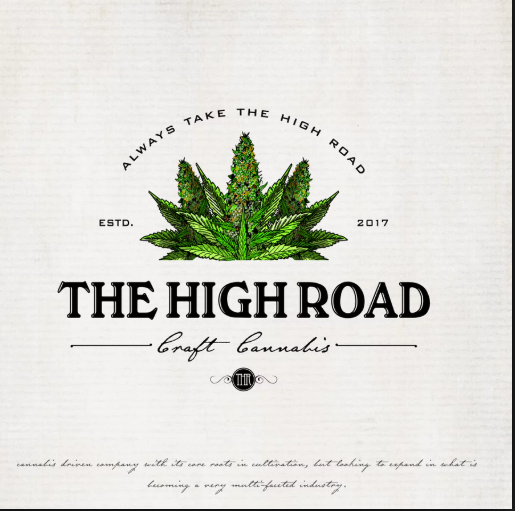 ALWAYS TAKE THE HIGH ROAD
ESTD. 2017
THE HIGH ROAD
Craft Cannabis
THR
cannabis driven company with its core roots in cultivation, but looking to expand in what is
becoming a very multi-faceted industry.